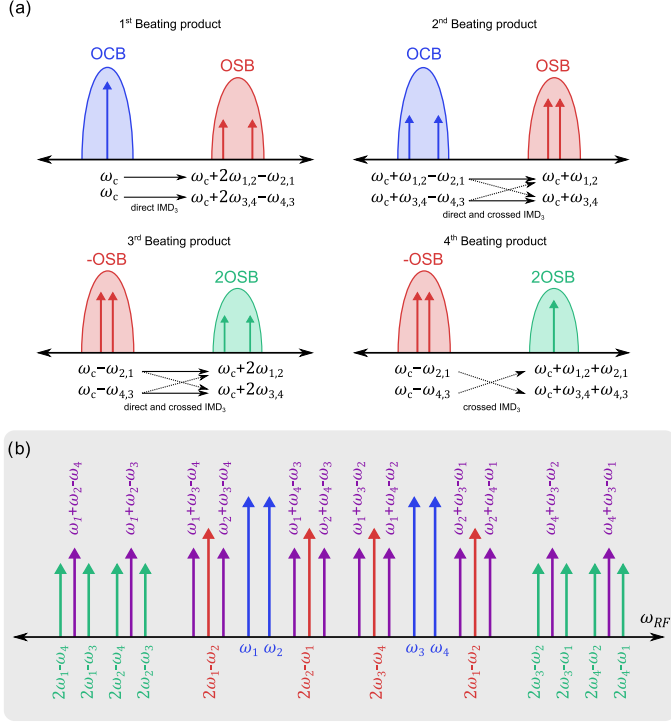 (a)
1st Beating product
OCB
OSB
ωc
ωc+2ω1,2−ω2,1
ωc
ωc+2ω3,4−ω4,3
direct IMD3
2nd Beating product
OCB
OSB
ωc+ω1,2−ω2,1
ωc+ω1,2
ωc+ω3,4−ω4,3
ωc+ω3,4
direct and crossed IMD3
3rd Beating product
-OSB
2OSB
ωc−ω2,1
ωc+2ω1,2
ωc−ω4,3
ωc+2ω3,4
direct and crossed IMD3
4th Beating product
-OSB
2OSB
ωc−ω2,1
ωc+ω1,2+ω2,1
ωc−ω4,3
ωc+ω3,4+ω4,3
crossed IMD3
(b)
ω1+ω2-ω4
ω1+ω2-ω3
ω1+ω3-ω4
ω2+ω3-ω4
ω1+ω4-ω3
ω2+ω4-ω3
ω1+ω3-ω2
ω1+ω4-ω2
ω2+ω3-ω1
ω2+ω4-ω1
ω4+ω3-ω2
ω4+ω3-ω1
ωRF
2ω1-ω4
2ω1-ω3
2ω2-ω4
2ω2-ω3
2ω1-ω2
ω1
ω2
2ω2-ω1
2ω3-ω4
ω3
ω4
2ω1-ω2
2ω3-ω2
2ω3-ω1
2ω4-ω2
2ω4-ω1